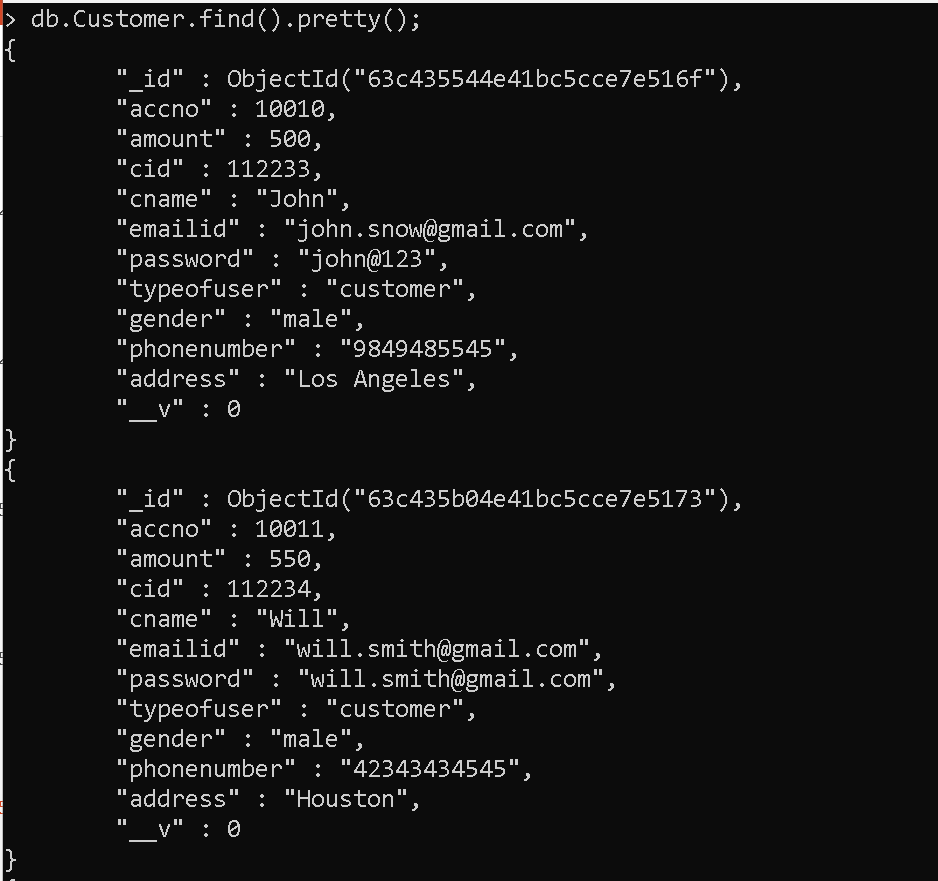 > db.Customer.find().pretty();
{
"_id" : ObjectId("63c435544e41bc5cce7e516f"),
"accno" : 10010,
"amount" : 500,
"cid" : 112233,
"cname" : "John",
"emailid" : "john.snow@gmail.com",
"password" : "john@123",
"typeofuser" : "customer",
"gender" : "male",
"phonenumber" : "9849485545",
"address" : "Los Angeles",
"__v" : 0
}
{
"_id" : ObjectId("63c435b04e41bc5cce7e5173"),
"accno" : 10011,
"amount" : 550,
"cid" : 112234,
"cname" : "Will",
"emailid" : "will.smith@gmail.com",
"password" : "will.smith@gmail.com",
"typeofuser" : "customer",
"gender" : "male",
"phonenumber" : "42343434545",
"address" : "Houston",
"__v" : 0
}